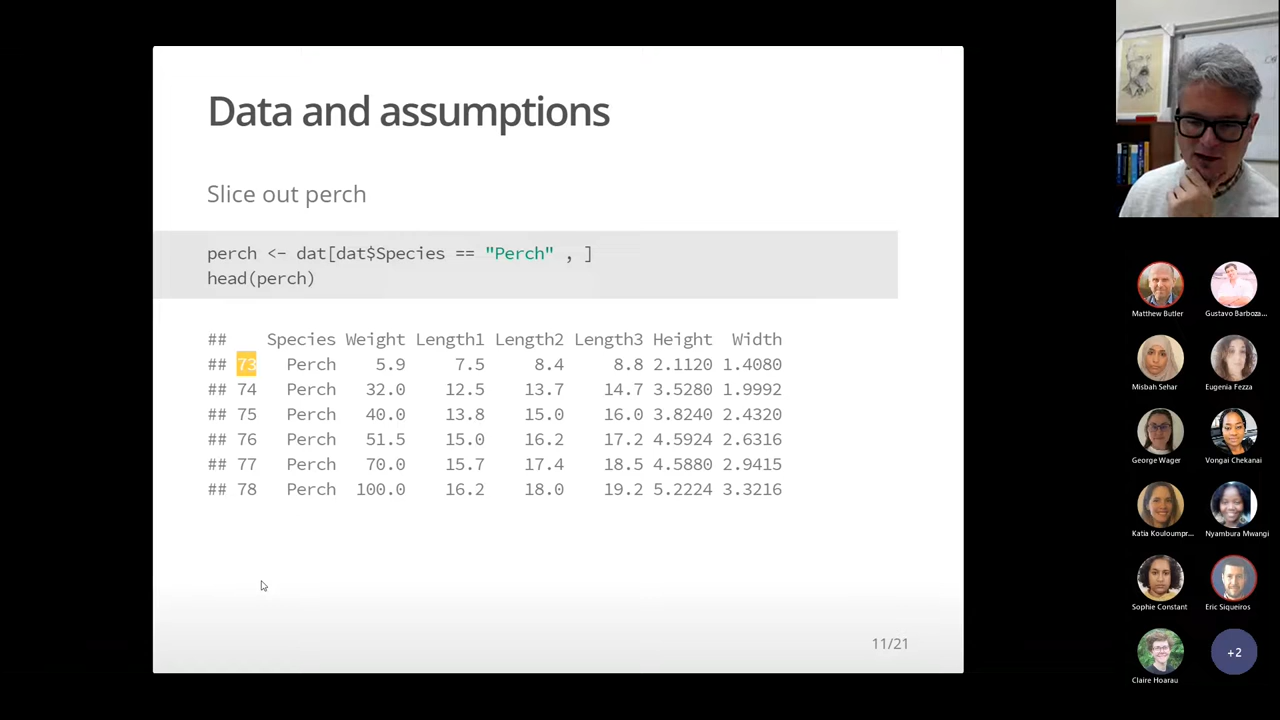 Data and assumptions
Slice out perch
perch <- dat[dat$Species == "Perch" , ]
head(perch)
##    Species Weight Length1 Length2 Length3 Height  Width
## 73   Perch    5.9     7.5     8.4     8.8 2.1120 1.4080
## 74   Perch   32.0    12.5    13.7    14.7 3.5280 1.9992
## 75   Perch   40.0    13.8    15.0    16.0 3.8240 2.4320
## 76   Perch   51.5    15.0    16.2    17.2 4.5924 2.6316
## 77   Perch   70.0    15.7    17.4    18.5 4.5880 2.9415
## 78   Perch  100.0    16.2    18.0    19.2 5.2224 3.3216
11/21
Matthew Butler
Gustavo Barboza...
Misbah Sehar
Eugenia Fezza
George Wager
Vongai Chekanai
Katia Kouloumpr...
Nyambura Mwangi
Sophie Constant
Eric Siqueiros
Claire Hoarau
+2